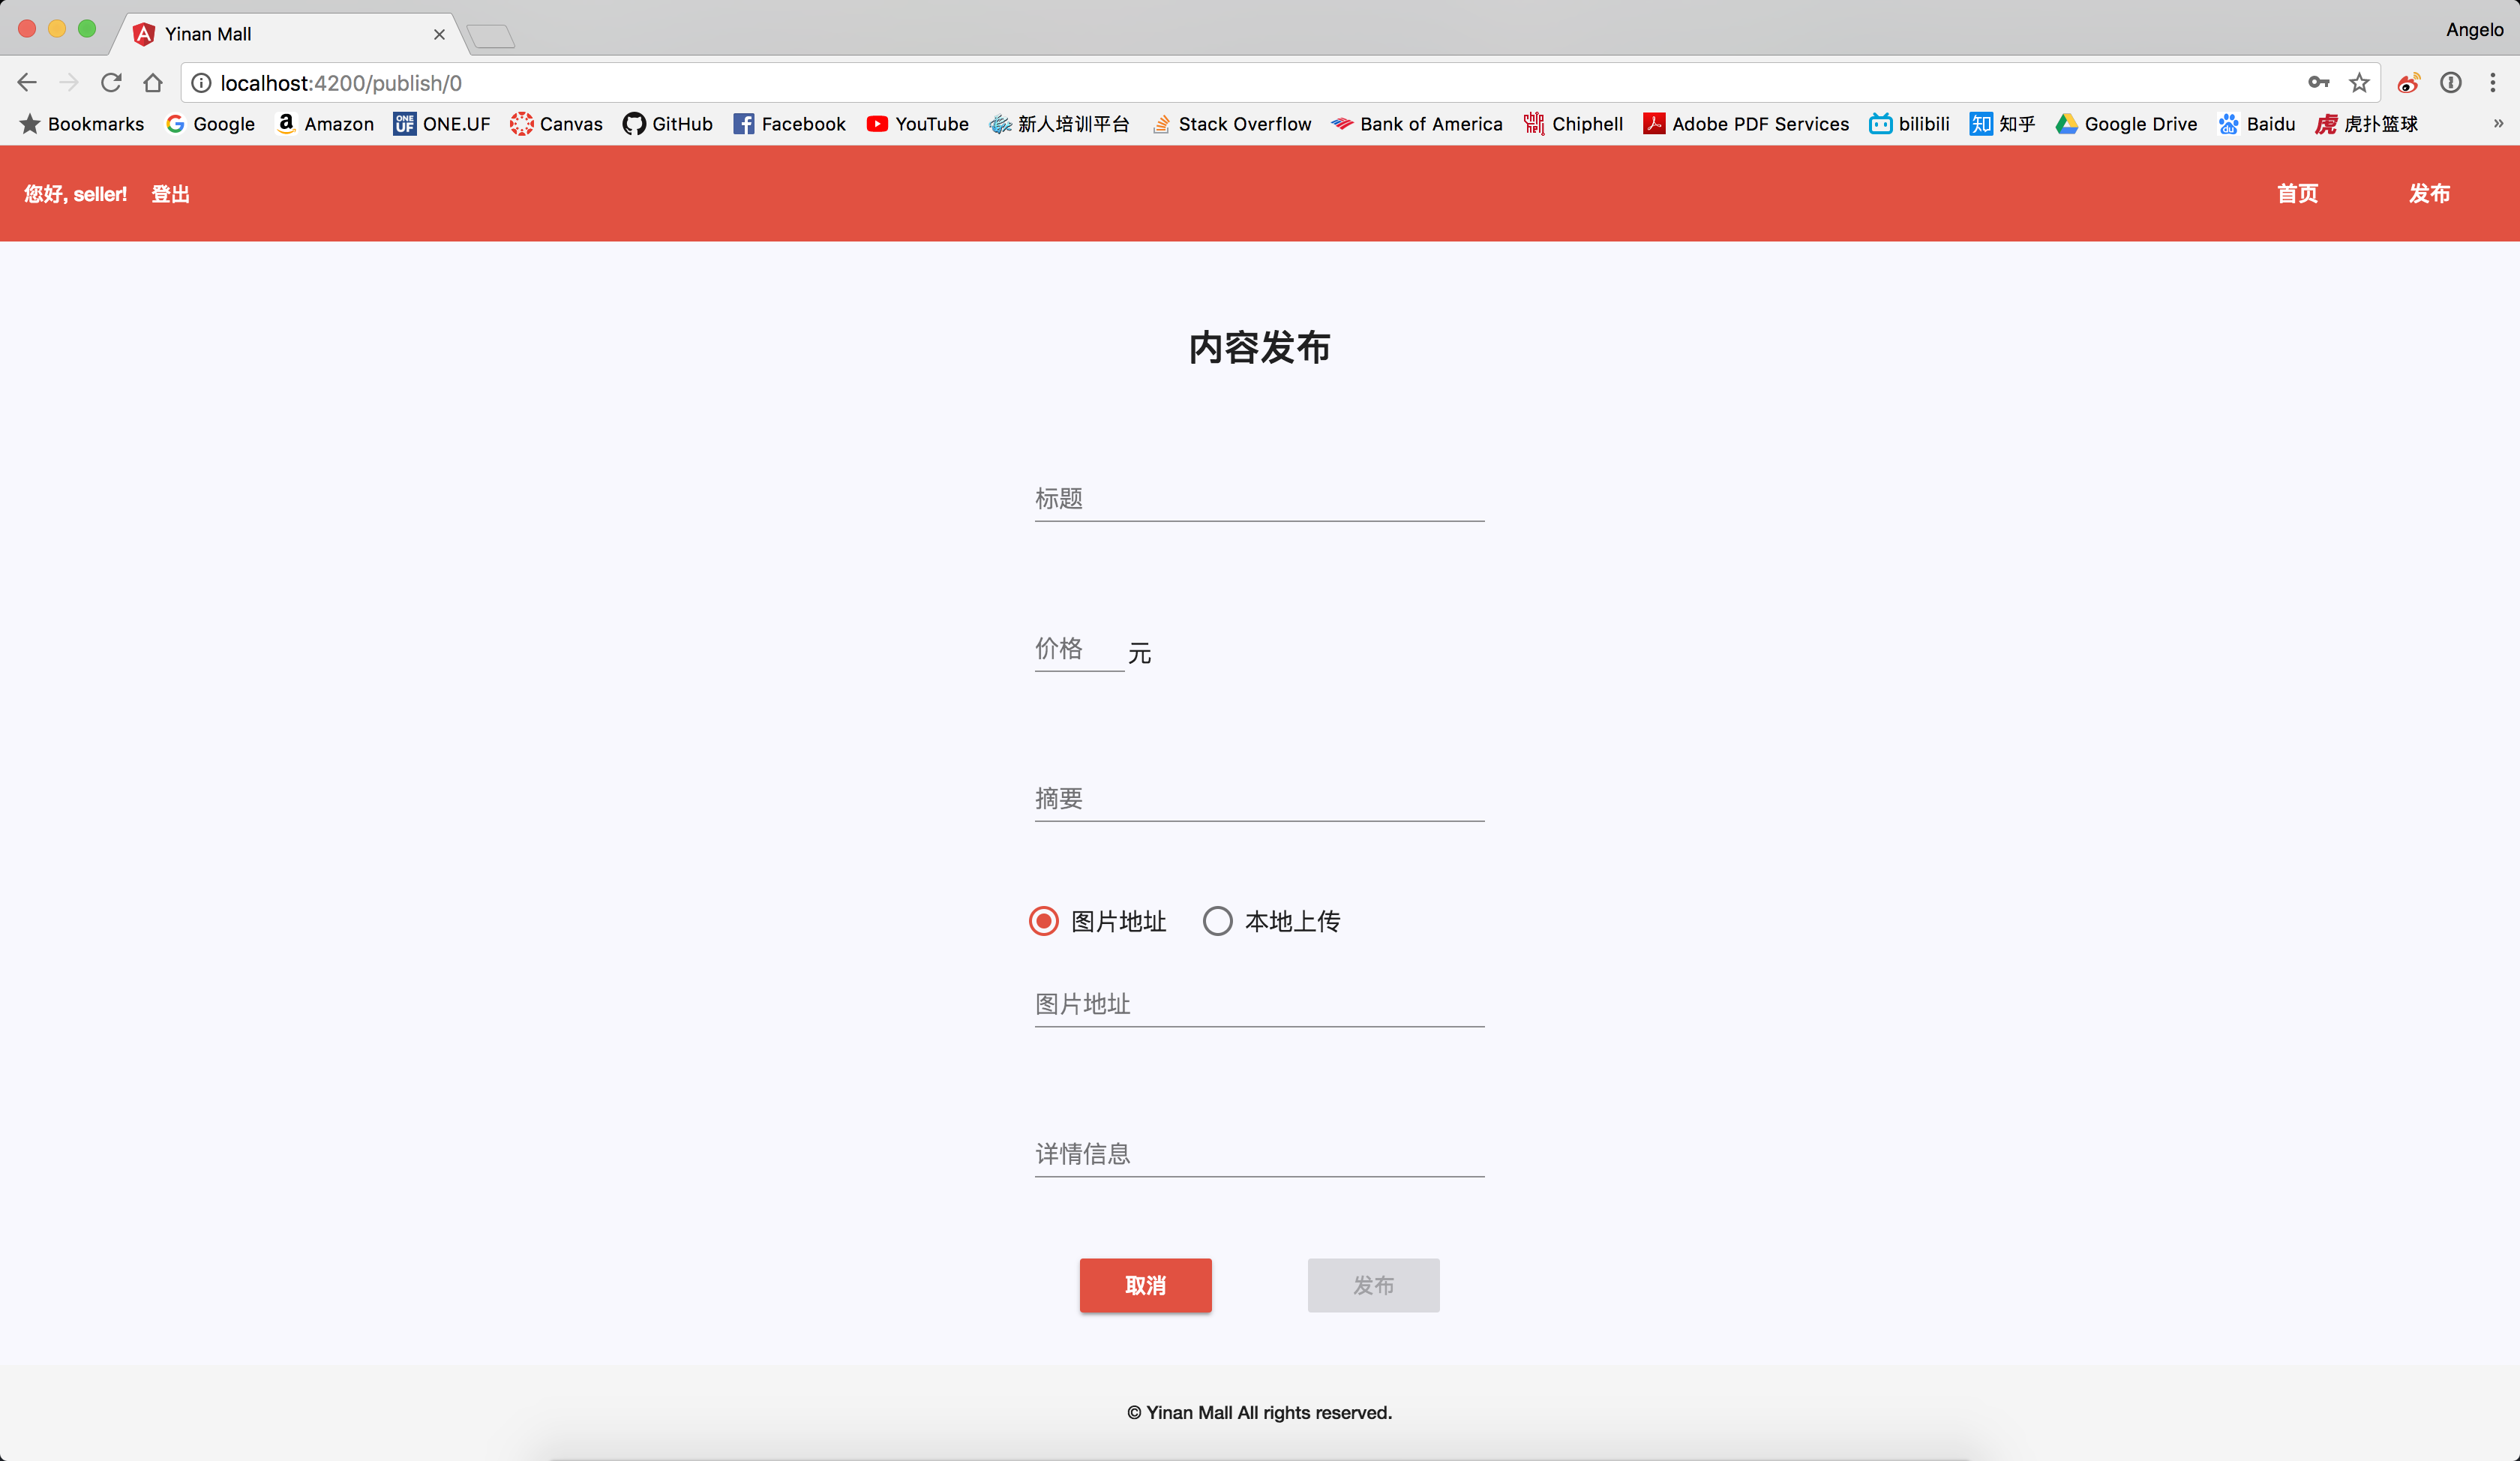 Yinan Mall
Angelo
localhost:4200/publish/0
Bookmarks Google Amazon ONE.UF Canvas GitHub Facebook YouTube 新人培训平台 Stack Overflow Bank of America Chiphell Adobe PDF Services bilibili 知乎 Google Drive Baidu 虎扑篮球 »
您好, seller! 登出 首页 发布
内容发布
标题
价格 元
摘要
图片地址 本地上传
图片地址
详情信息
取消 发布
© Yinan Mall All rights reserved.